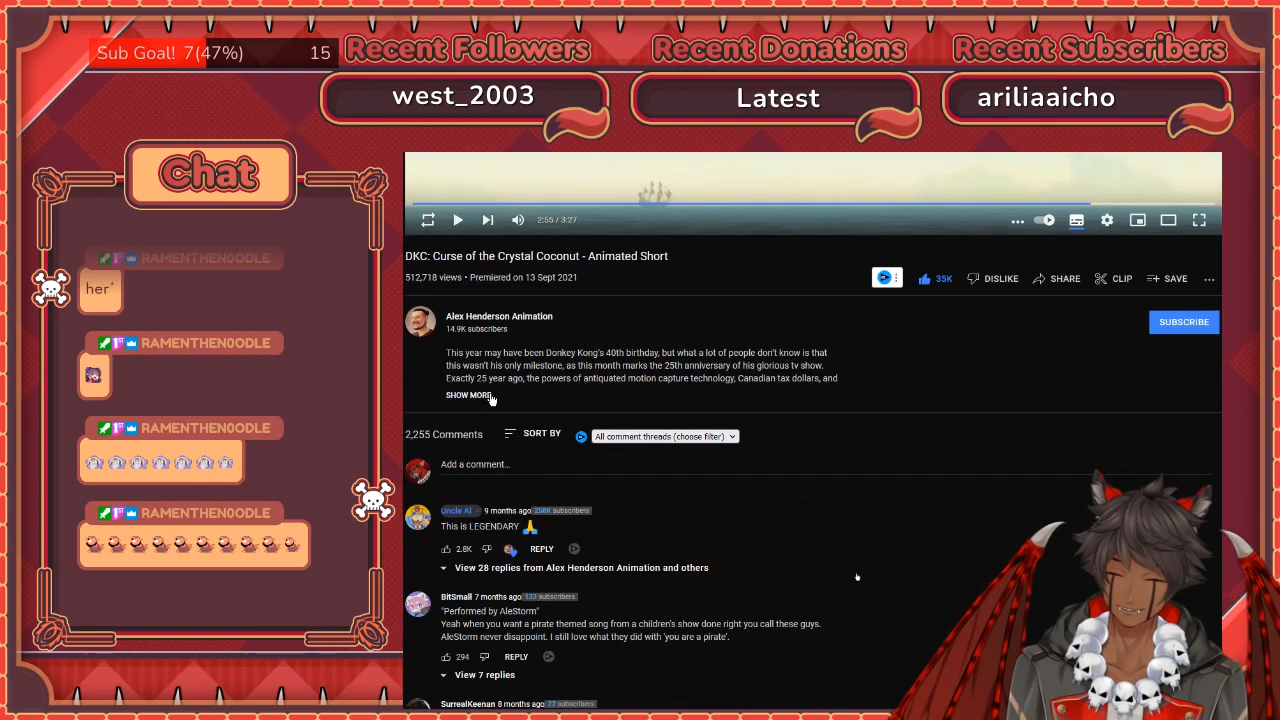 Sub Goal! 7(47%) 15
Recent Followers
Recent Donations
Recent Subscribers
west_2003
Latest
ariliaaicho
Chat
1ST RAMENTHEN00DLE
her*
1ST RAMENTHEN00DLE
1ST RAMENTHEN00DLE
1ST RAMENTHEN00DLE
2:55 / 3:27
DKC: Curse of the Crystal Coconut - Animated Short
512,718 views • Premiered on 13 Sept 2021
35K DISLIKE SHARE CLIP SAVE
Alex Henderson Animation
14.9K subscribers
SUBSCRIBE
This year may have been Donkey Kong's 40th birthday, but what a lot of people don't know is that
this wasn't his only milestone, as this month marks the 25th anniversary of his glorious tv show.
Exactly 25 year ago, the powers of antiquated motion capture technology, Canadian tax dollars, and
SHOW MORE
2,255 Comments SORT BY All comment threads (choose filter)
Add a comment...
Uncle Al 9 months ago 258K subscribers
This is LEGENDARY 🙏
2.8K REPLY
View 28 replies from Alex Henderson Animation and others
BitSmall 7 months ago 133 subscribers
"Performed by AleStorm"
Yeah when you want a pirate themed song from a children's show done right you call these guys.
AleStorm never disappoint. I still love what they did with 'you are a pirate'.
294 REPLY
View 7 replies
SurrealKeenan 8 months ago 22 subscribers